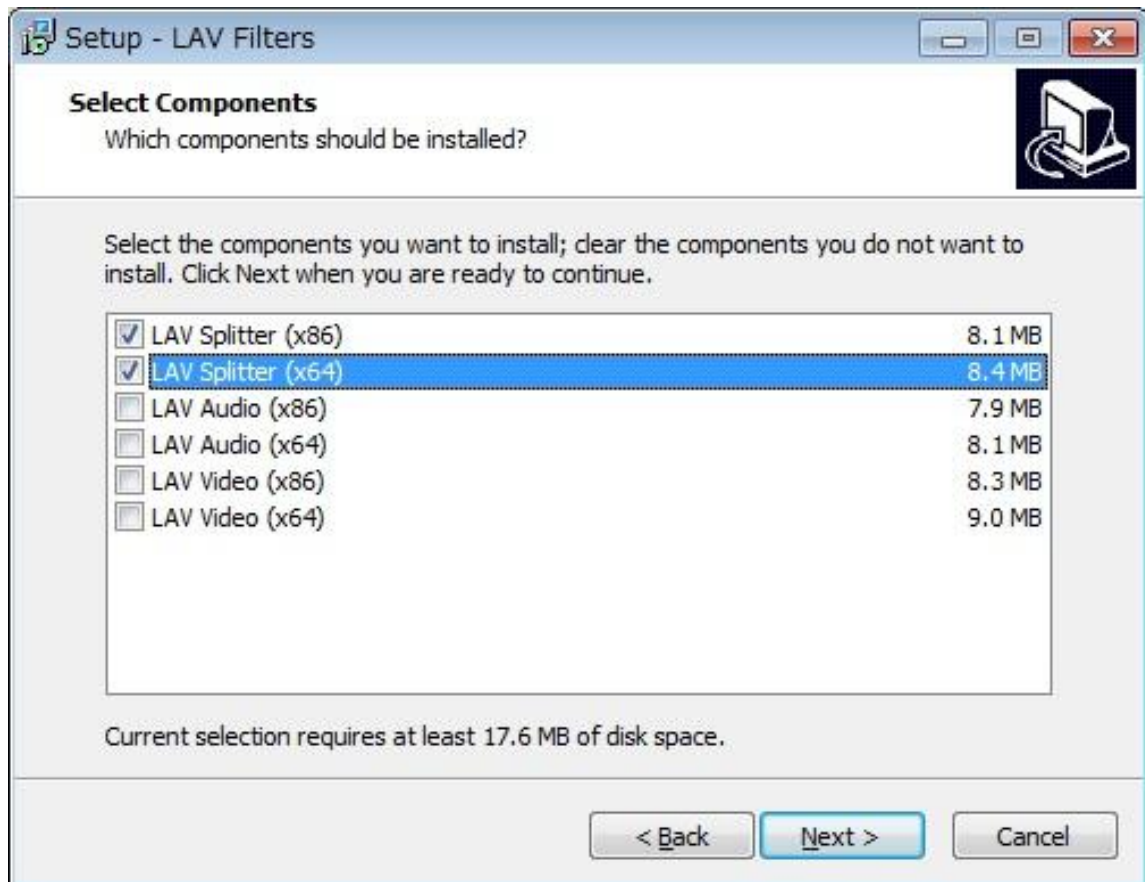 Setup - LAV Filters
Select Components
Which components should be installed?
Select the components you want to install; clear the components you do not want to
install. Click Next when you are ready to continue.
LAV Splitter (x86) 8.1 MB
LAV Splitter (x64) 8.4 MB
LAV Audio (x86) 7.9 MB
LAV Audio (x64) 8.1 MB
LAV Video (x86) 8.3 MB
LAV Video (x64) 9.0 MB
Current selection requires at least 17.6 MB of disk space.
< Back Next > Cancel